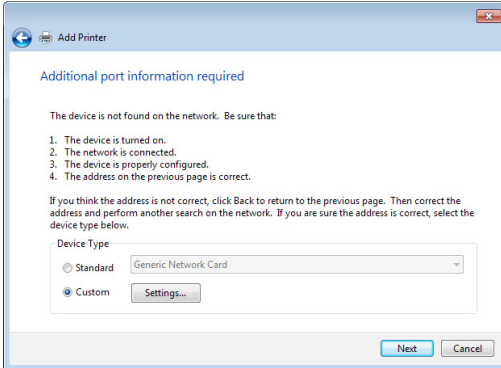 Add Printer
Additional port information required
The device is not found on the network.  Be sure that:
1.  The device is turned on.
2.  The network is connected.
3.  The device is properly configured.
4.  The address on the previous page is correct.
If you think the address is not correct, click Back to return to the previous page.  Then correct the
address and perform another search on the network.  If you are sure the address is correct, select the
device type below.
Device Type
Standard Generic Network Card
Custom Settings...
Next Cancel